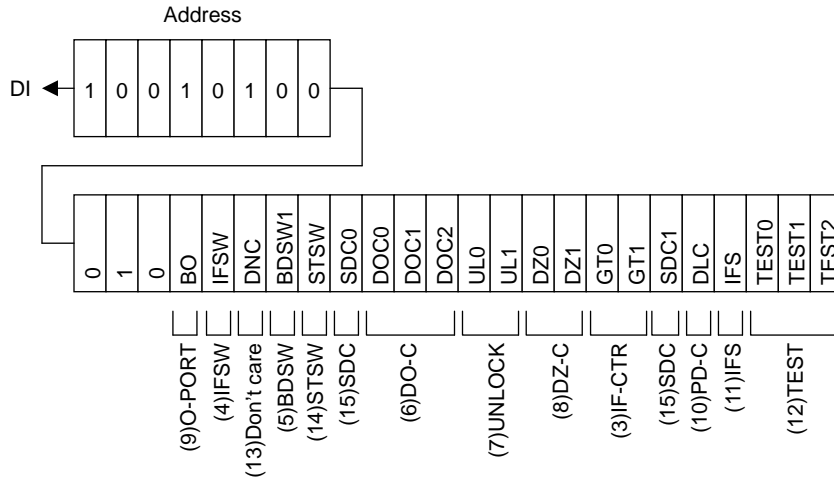 Address
DI 1 0 0 1 0 1 0 0
0 1 0 BO IFSW DNC BDSW1 STSW SDC0 DOC0 DOC1 DOC2 UL0 UL1 DZ0 DZ1 GT0 GT1 SDC1 DLC IFS TEST0 TEST1 TEST2
(9)O-PORT
(4)IFSW
(13)Don't care
(5)BDSW
(14)STSW
(15)SDC
(6)DO-C
(7)UNLOCK
(8)DZ-C
(3)IF-CTR
(15)SDC
(10)PD-C
(11)IFS
(12)TEST